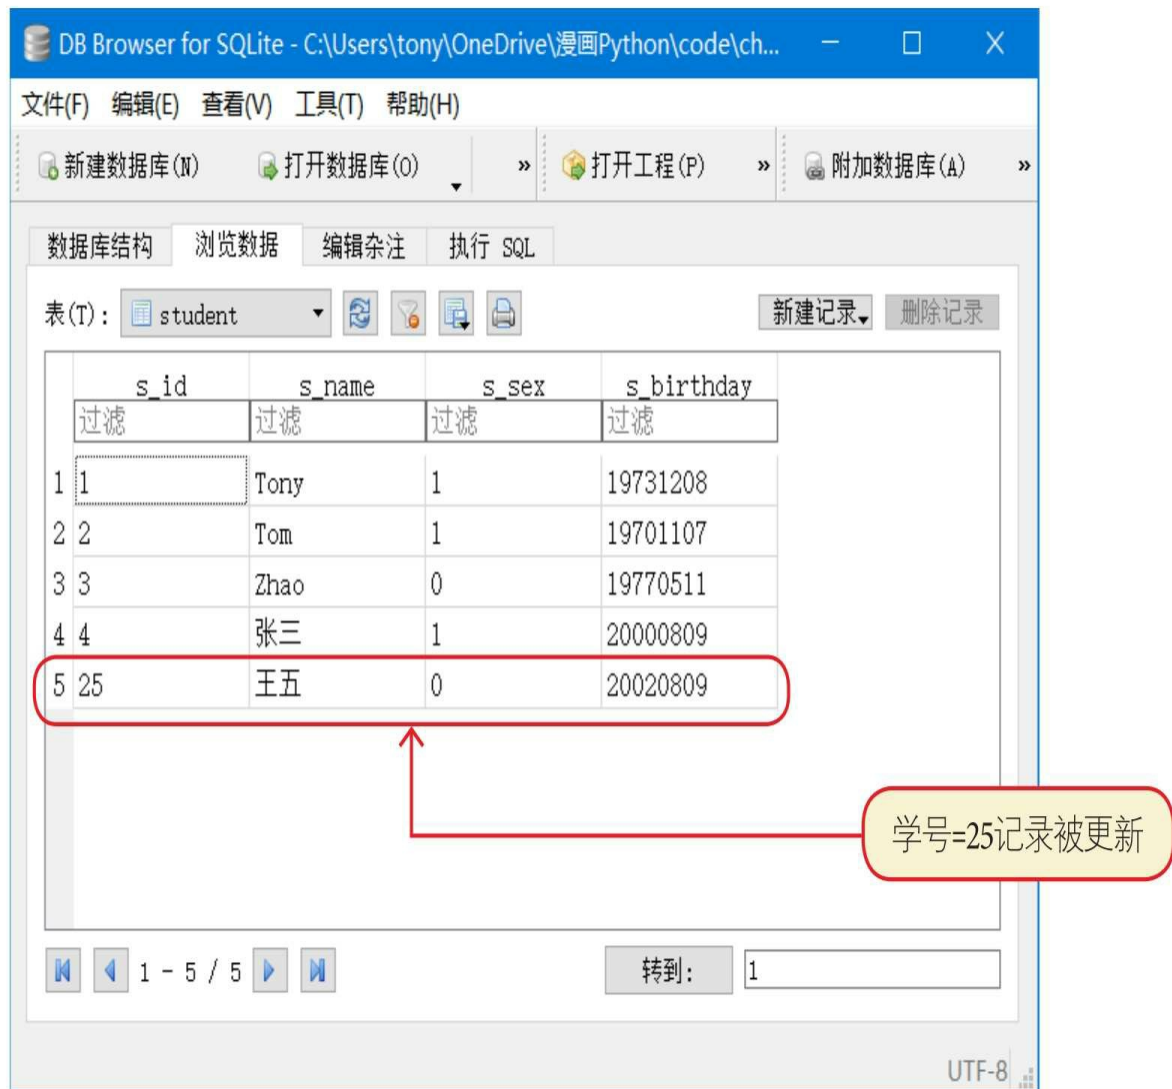 DB Browser for SQLite - C:\Users\tony\OneDrive\漫画Python\code\ch...
文件(F) 编辑(E) 查看(V) 工具(T) 帮助(H)
新建数据库(N) 打开数据库(O) » 打开工程(P) » 附加数据库(A) »
数据库结构 浏览数据 编辑杂注 执行 SQL
表(T): student 新建记录 删除记录
s_id s_name s_sex s_birthday
过滤 过滤 过滤 过滤
1 1 Tony 1 19731208
2 2 Tom 1 19701107
3 3 Zhao 0 19770511
4 4 张三 1 20000809
5 25 王五 0 20020809
学号=25记录被更新
1 - 5 / 5 转到: 1
UTF-8